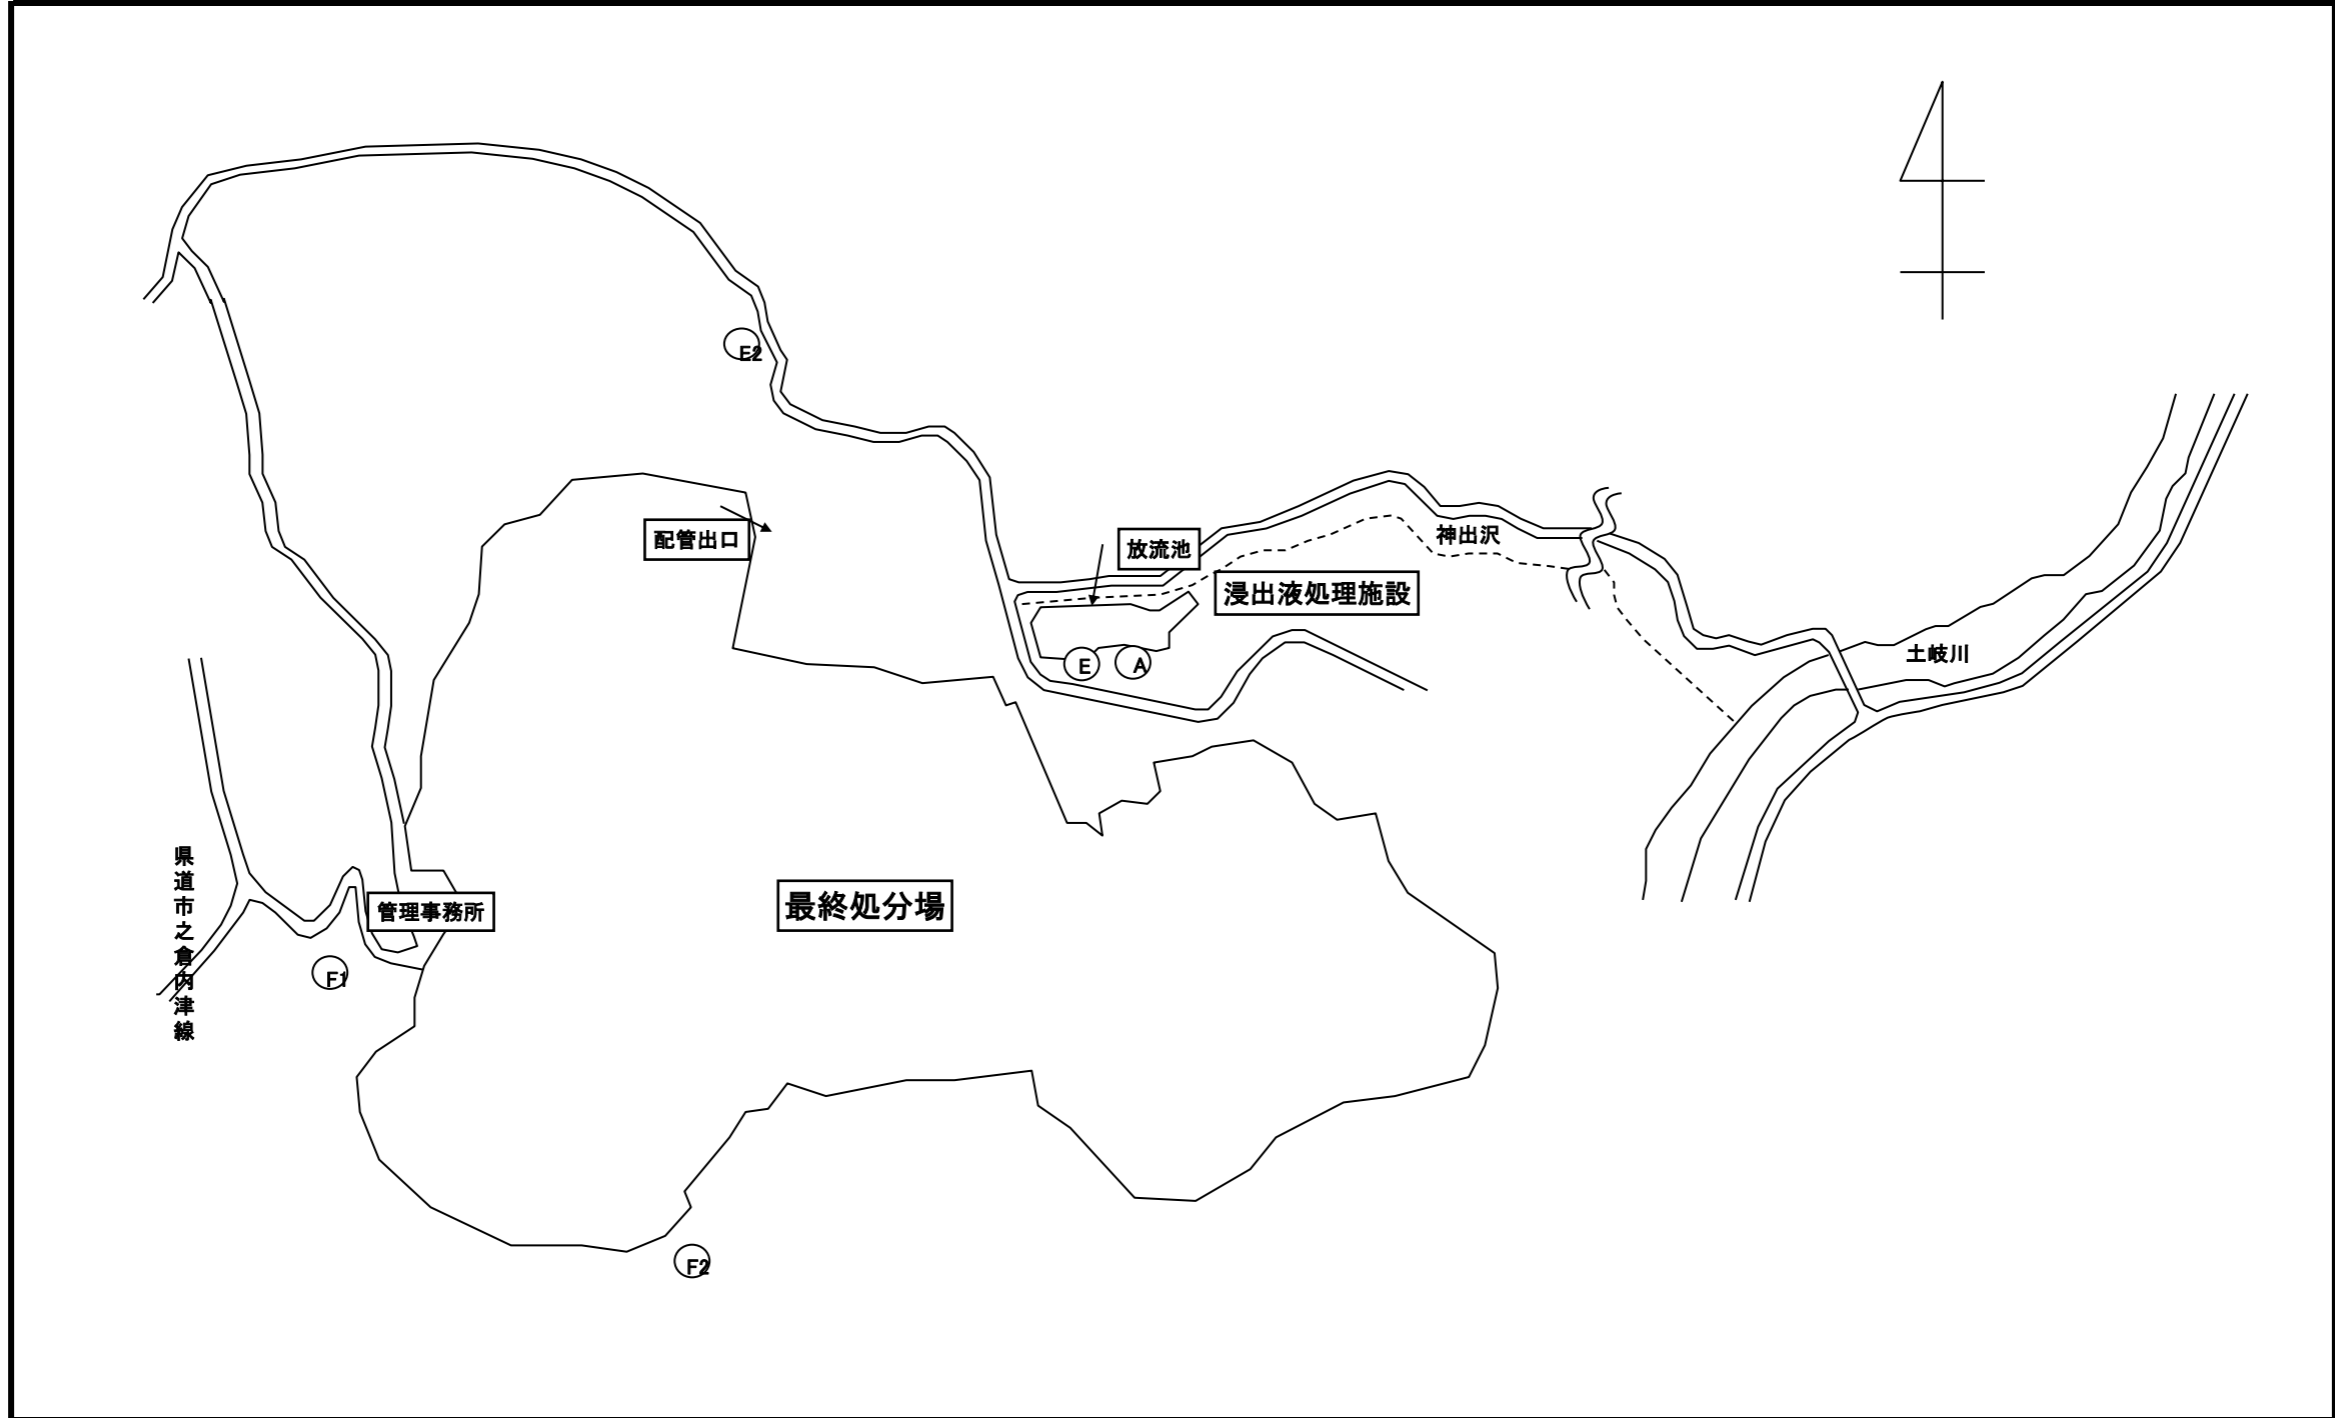 E2
配管出口
放流池
神出沢
浸出液処理施設
土岐川
E
A
県道市之倉内津線
管理事務所
最終処分場
F1
F2